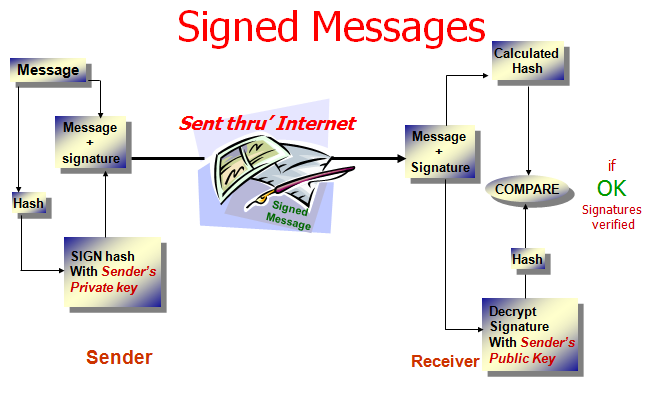 Signed Messages
Message
Message
+
signature
Hash
SIGN hash
With Sender's
Private key
Sender
Sent thru' Internet
Signed
Message
Message
+
Signature
Calculated
Hash
COMPARE
if
OK
Signatures
verified
Hash
Decrypt
Signature
With Sender's
Public Key
Receiver